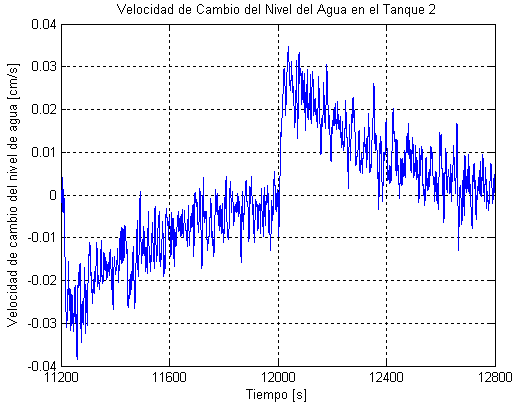 Velocidad de Cambio del Nivel del Agua en el Tanque 2
Velocidad de cambio del nivel de agua [cm/s]
0.04
0.03
0.02
0.01
0
-0.01
-0.02
-0.03
-0.04
11200 11600 12000 12400 12800
Tiempo [s]